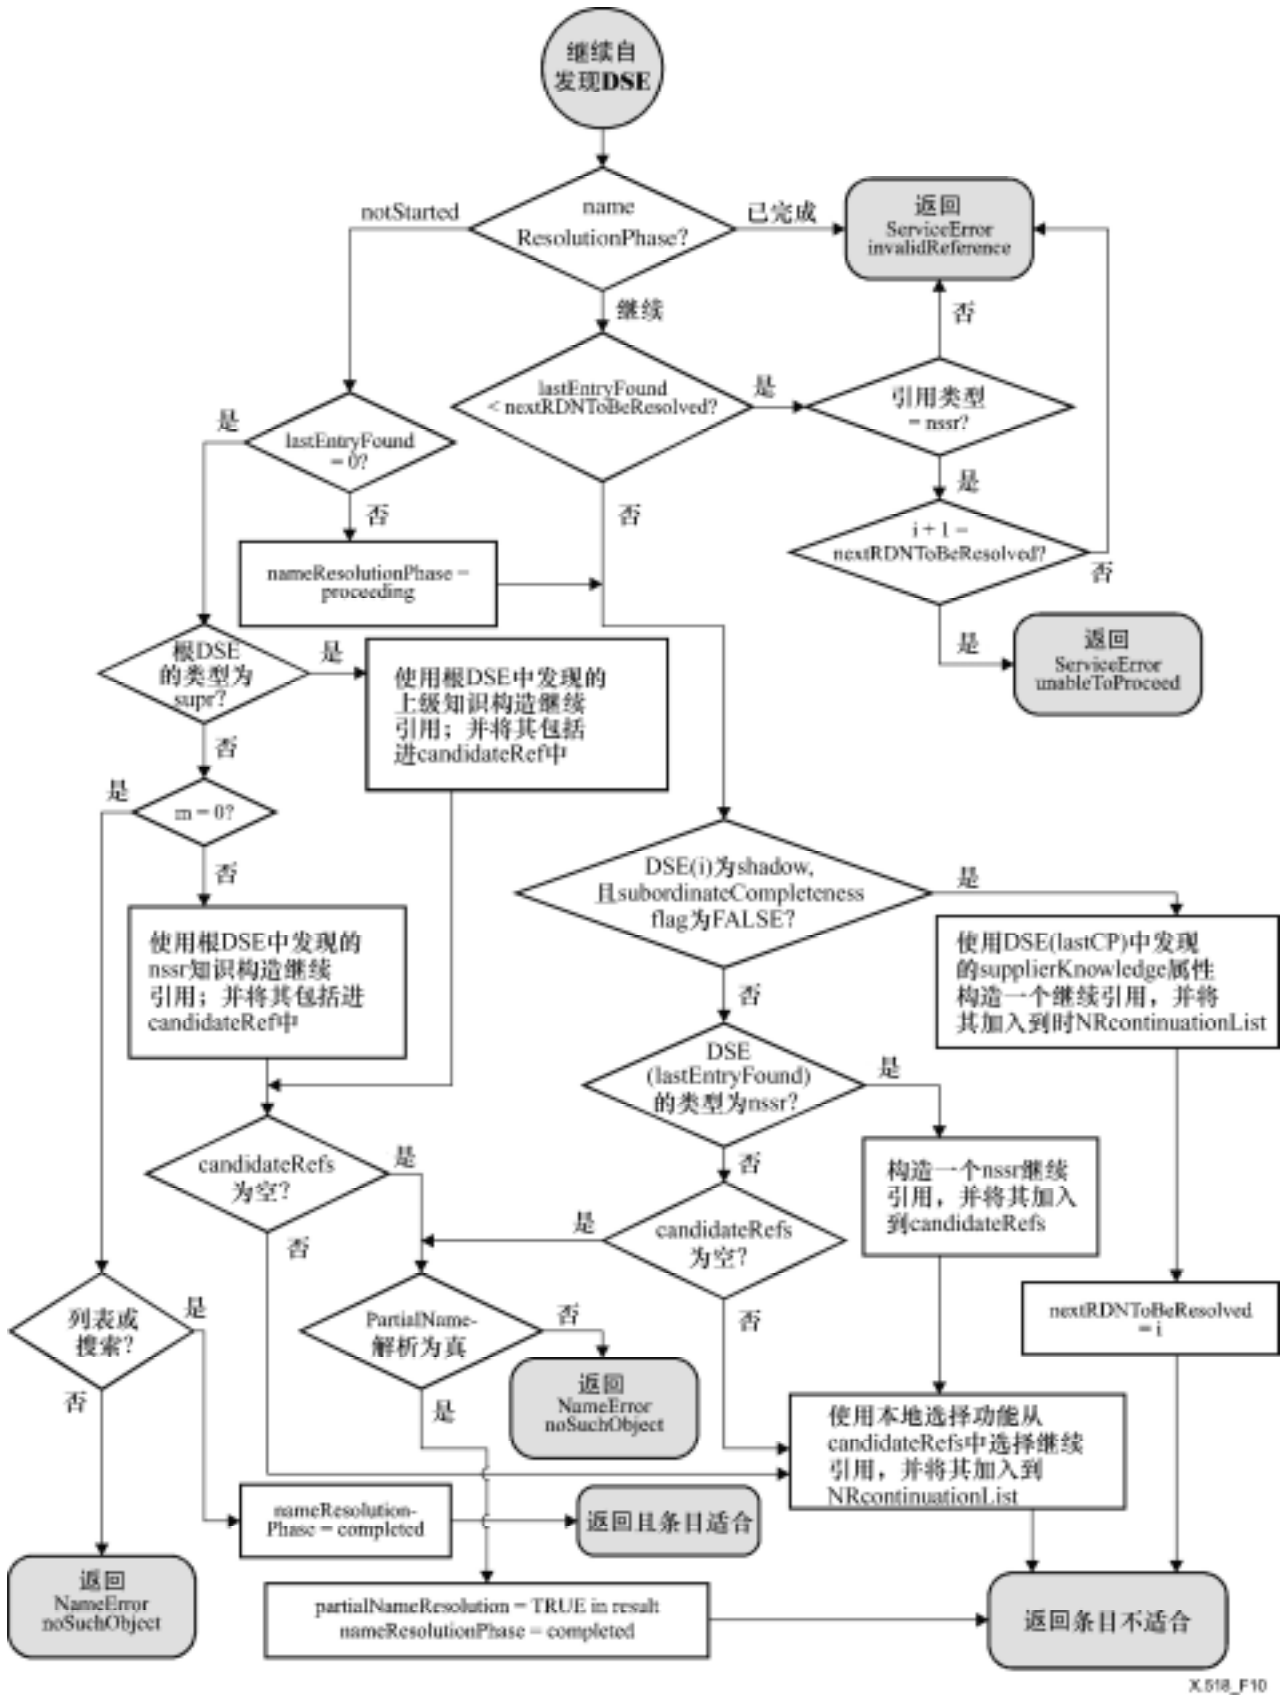 继续自
发现DSE
name
ResolutionPhase?
notStarted
已完成
返回
ServiceError
invalidReference
继续
否
lastEntryFound
< nextRDNToBeResolved?
是
引用类型
= nssr?
是
lastEntryFound
= 0?
否
否
是
i + 1 =
nextRDNToBeResolved?
否
nameResolutionPhase =
proceeding
是
返回
ServiceError
unableToProceed
根DSE
的类型为
supr?
是
使用根DSE中发现的
上级知识构造继续
引用；并将其包括
进candidateRef中
否
是
m = 0?
否
DSE(i)为shadow,
且subordinateCompleteness
flag为FALSE?
是
使用根DSE中发现的
nssr知识构造继续
引用；并将其包括进
candidateRef中
使用DSE(lastCP)中发现
的supplierKnowledge属性
构造一个继续引用，并将
其加入到时NRcontinuationList
否
DSE
(lastEntryFound)
的类型为nssr?
是
candidateRefs
为空?
是
否
构造一个nssr继续
引用，并将其加入
到candidateRefs
否
是
candidateRefs
为空?
列表或
搜索?
是
PartialName-
解析为真
否
否
nextRDNToBeResolved
= i
返回
NameError
noSuchObject
否
是
使用本地选择功能从
candidateRefs中选择继续
引用，并将其加入到
NRcontinuationList
nameResolution-
Phase = completed
返回且条目适合
返回
NameError
noSuchObject
partialNameResolution = TRUE in result
nameResolutionPhase = completed
返回条目不适合
X.518_F10